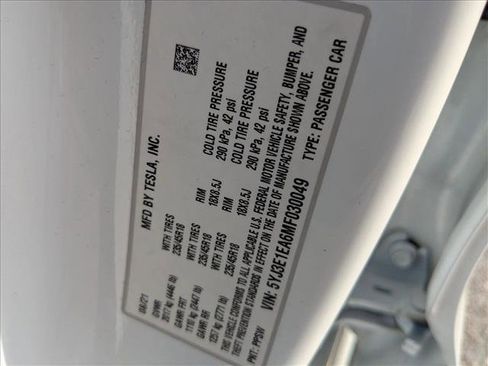 MFD BY TESLA, INC.
08/21
GVWR
2017 kg (4446 lb)
GAWR FRT WITH TIRES RIM COLD TIRE PRESSURE
1110 kg (2447 lb) 235/45R18 18X8.5J 290 kPa, 42 psi
GAWR RR WITH TIRES RIM COLD TIRE PRESSURE
1257 kg (2771 lb) 235/45R18 18X8.5J 290 kPa, 42 psi
THIS VEHICLE CONFORMS TO ALL APPLICABLE U.S. FEDERAL MOTOR VEHICLE SAFETY, BUMPER, AND
THEFT PREVENTION STANDARDS IN EFFECT ON THE DATE OF MANUFACTURE SHOWN ABOVE.
VIN: 5YJ3E1EA6MF030049 TYPE: PASSENGER CAR
PNT: PPSW